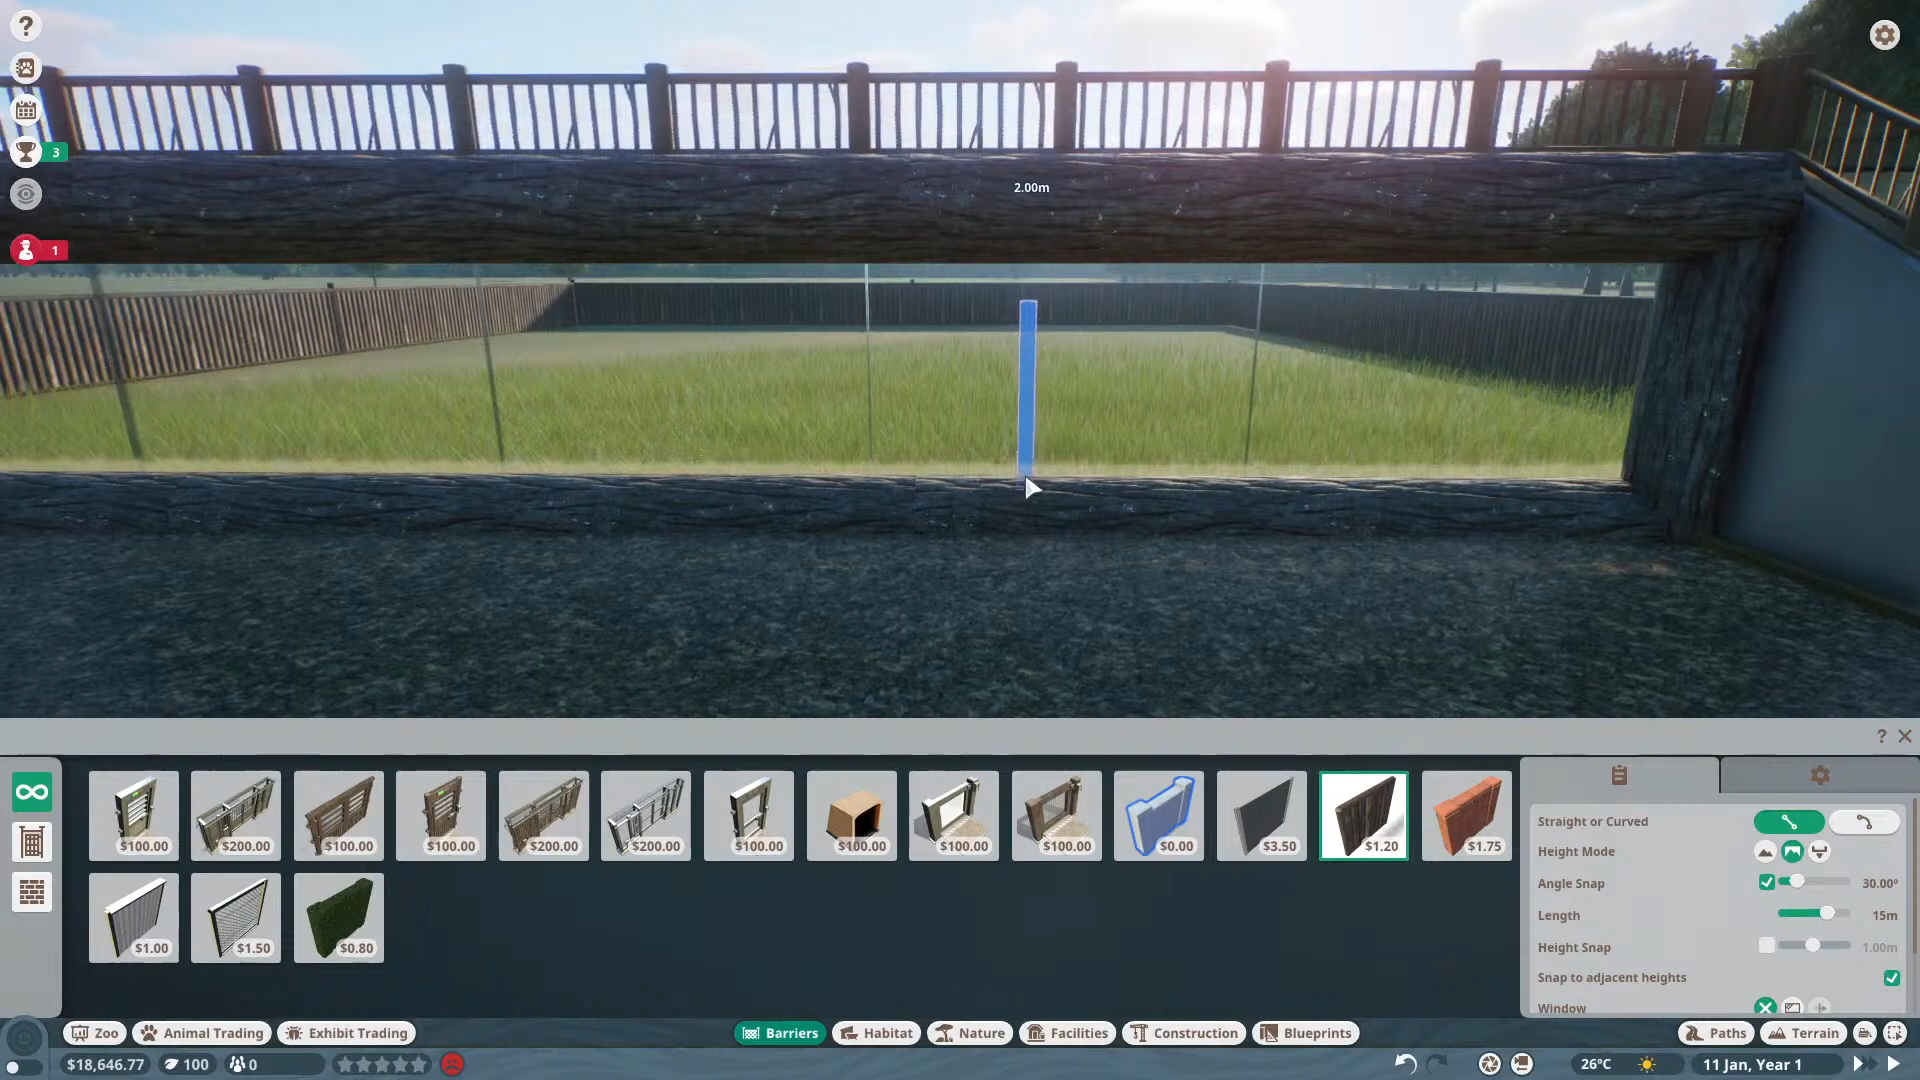 ?
3
1
2.00m
?
$100.00
$200.00
$100.00
$100.00
$200.00
$200.00
$100.00
$100.00
$100.00
$100.00
$0.00
$3.50
$1.20
$1.75
$1.00
$1.50
$0.80
Straight or Curved
Height Mode
Angle Snap
30.00°
Length
15m
Height Snap
1.00m
Snap to adjacent heights
Window
Zoo
Animal Trading
Exhibit Trading
Barriers
Habitat
Nature
Facilities
Construction
Blueprints
Paths
Terrain
$18,646.77
100
0
26°C
11 Jan, Year 1